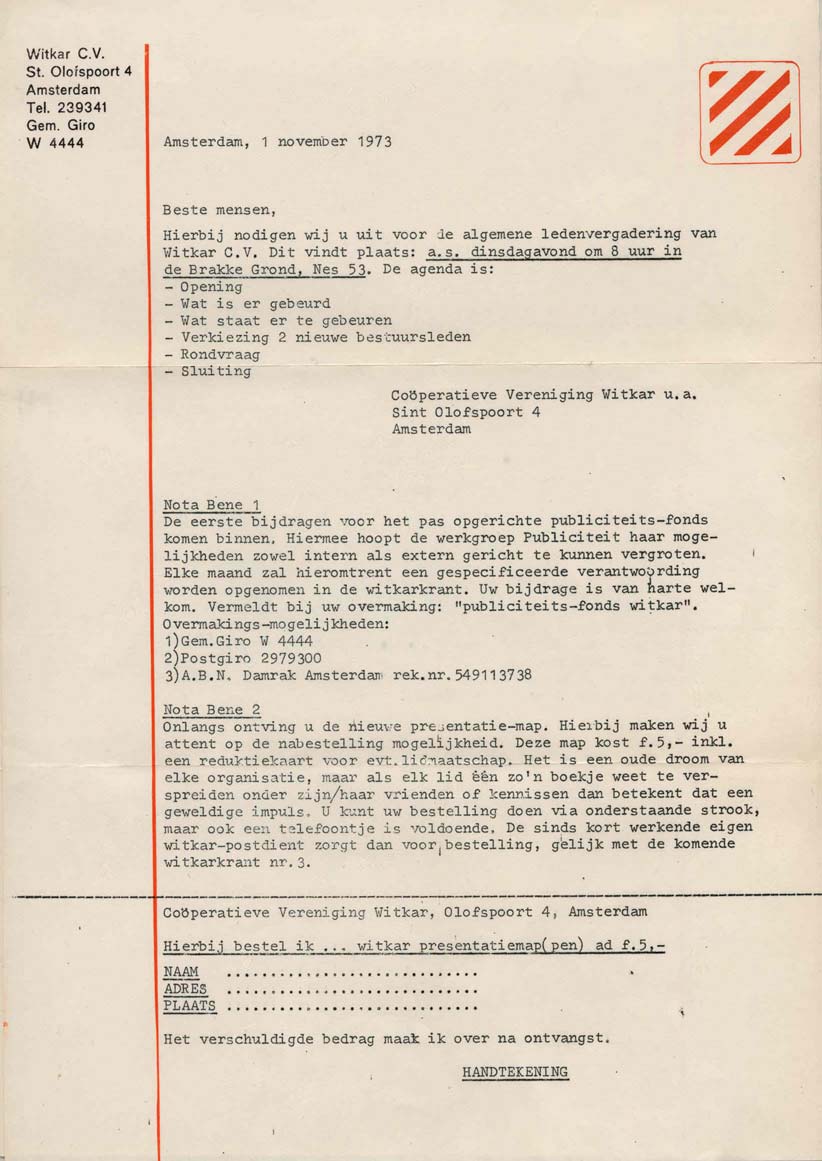 Witkar C.V.
St. Olofspoort 4
Amsterdam
Tel. 239341
Gem. Giro
W 4444
Amsterdam, 1 november 1973
Beste mensen,
Hierbij nodigen wij u uit voor de algemene ledenvergadering van
Witkar C.V. Dit vindt plaats: a.s. dinsdagavond om 8 uur in
de Brakke Grond, Nes 53. De agenda is:
- Opening
- Wat is er gebeurd
- Wat staat er te gebeuren
- Verkiezing 2 nieuwe bestuursleden
- Rondvraag
- Sluiting
Coöperatieve Vereniging Witkar u.a.
Sint Olofspoort 4
Amsterdam
Nota Bene 1
De eerste bijdragen voor het pas opgerichte publiciteits-fonds
komen binnen. Hiermee hoopt de werkgroep Publiciteit haar moge-
lijkheden zowel intern als extern gericht te kunnen vergroten.
Elke maand zal hieromtrent een gespecificeerde verantwoording
worden opgenomen in de witkarkrant. Uw bijdrage is van harte wel-
kom. Vermeldt bij uw overmaking: "publiciteits-fonds witkar".
Overmakings-mogelijkheden:
1)Gem.Giro W 4444
2)Postgiro 2979300
3)A.B.N. Damrak Amsterdam rek.nr.549113738
Nota Bene 2
Onlangs ontving u de nieuwe presentatie-map. Hierbij maken wij u
attent op de nabestelling mogelijkheid. Deze map kost f.5,- inkl.
een reduktiekaart voor evt.lidmaatschap. Het is een oude droom van
elke organisatie, maar als elk lid één zo'n boekje weet te ver-
spreiden onder zijn/haar vrienden of kennissen dan betekent dat een
geweldige impuls. U kunt uw bestelling doen via onderstaande strook,
maar ook een telefoontje is voldoende. De sinds kort werkende eigen
witkar-postdient zorgt dan voor bestelling, gelijk met de komende
witkarkrant nr.3.
Coöperatieve Vereniging Witkar, Olofspoort 4, Amsterdam
Hierbij bestel ik ... witkar presentatiemap(pen) ad f.5,-
NAAM ............................
ADRES ............................
PLAATS ............................
Het verschuldigde bedrag maak ik over na ontvangst.
HANDTEKENING